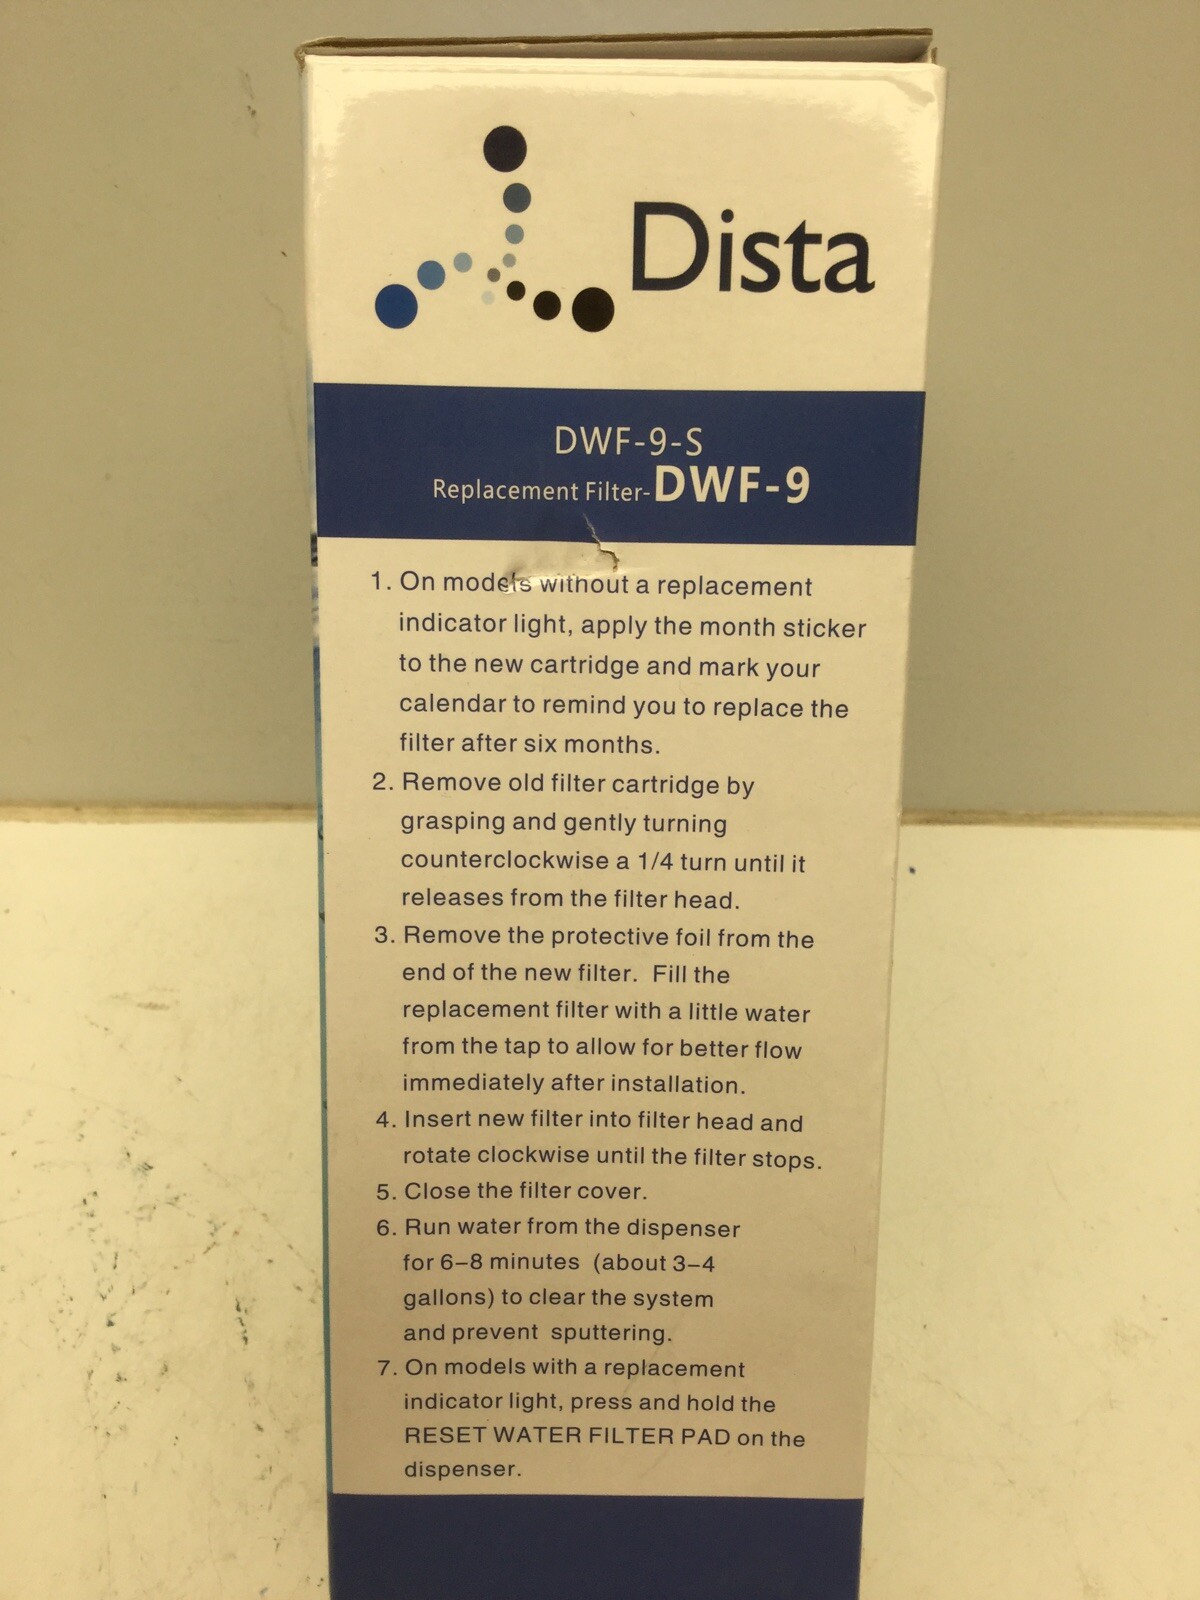 Dista
DWF-9-S
Replacement Filter-DWF-9
1. On models without a replacement
indicator light, apply the month sticker
to the new cartridge and mark your
calendar to remind you to replace the
filter after six months.
2. Remove old filter cartridge by
grasping and gently turning
counterclockwise a 1/4 turn until it
releases from the filter head.
3. Remove the protective foil from the
end of the new filter.  Fill the
replacement filter with a little water
from the tap to allow for better flow
immediately after installation.
4. Insert new filter into filter head and
rotate clockwise until the filter stops.
5. Close the filter cover.
6. Run water from the dispenser
for 6–8 minutes  (about 3–4
gallons) to clear the system
and prevent  sputtering.
7. On models with a replacement
indicator light, press and hold the
RESET WATER FILTER PAD on the
dispenser.